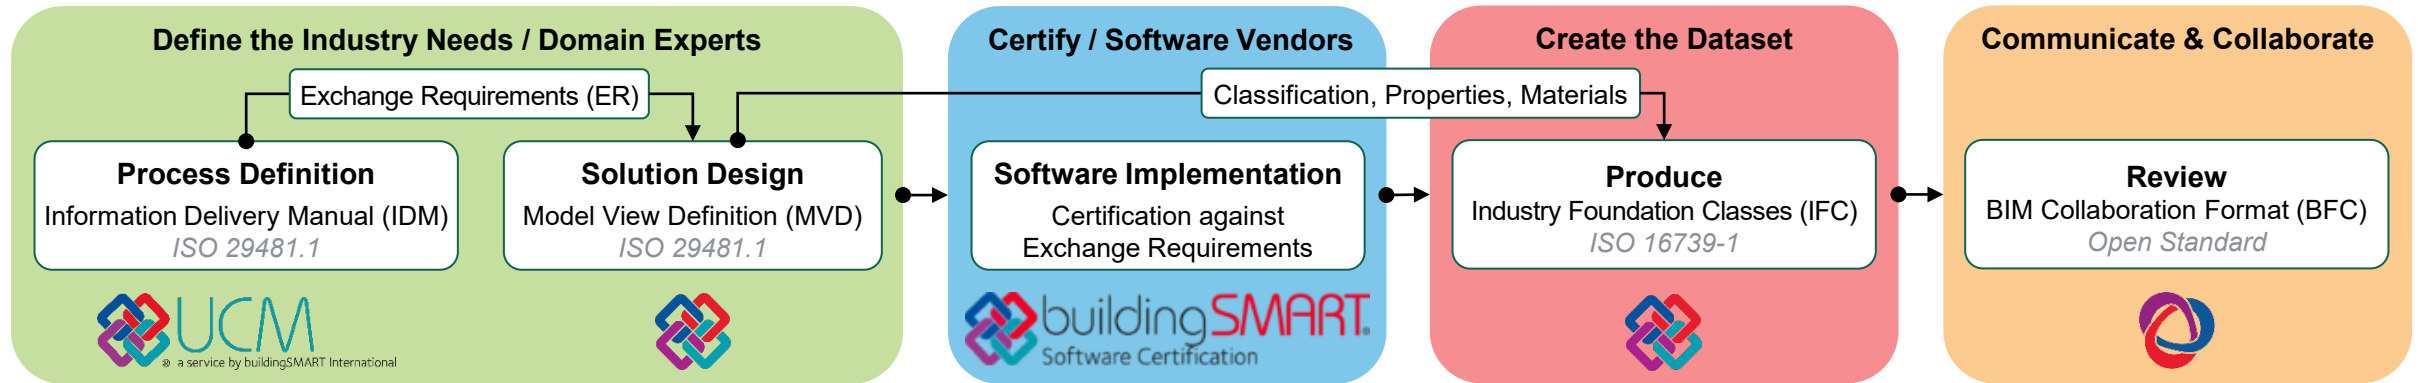 Define the Industry Needs / Domain Experts
Exchange Requirements (ER)
Process Definition
Information Delivery Manual (IDM)
ISO 29481.1
Solution Design
Model View Definition (MVD)
ISO 29481.1
UCM
® a service by buildingSMART International
Certify / Software Vendors
Classification, Properties, Materials
Software Implementation
Certification against
Exchange Requirements
buildingSMART®
Software Certification
Create the Dataset
Produce
Industry Foundation Classes (IFC)
ISO 16739-1
Communicate & Collaborate
Review
BIM Collaboration Format (BFC)
Open Standard